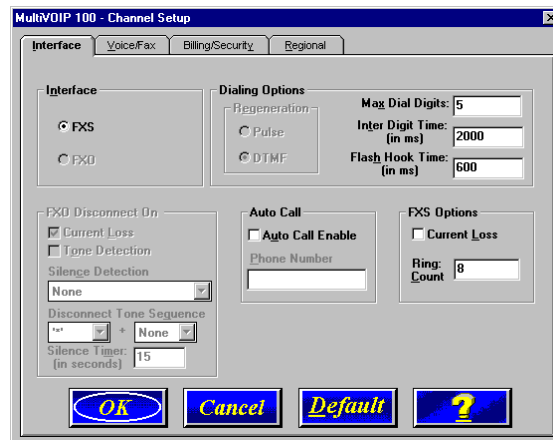 MultiVOIP 100 - Channel Setup
Interface
Voice/Fax
Billing/Security
Regional
Interface
FXS
FXO
Dialing Options
Regeneration
Pulse
DTMF
Max Dial Digits: 5
Inter Digit Time: 2000
(in ms)
Flash Hook Time: 600
(in ms)
FXO Disconnect On
Current Loss
Tone Detection
Silence Detection
None
Disconnect Tone Sequence
'*' + None
Silence Timer: 15
(in seconds)
Auto Call
Auto Call Enable
Phone Number
FXS Options
Current Loss
Ring: 8
Count
OK
Cancel
Default
?